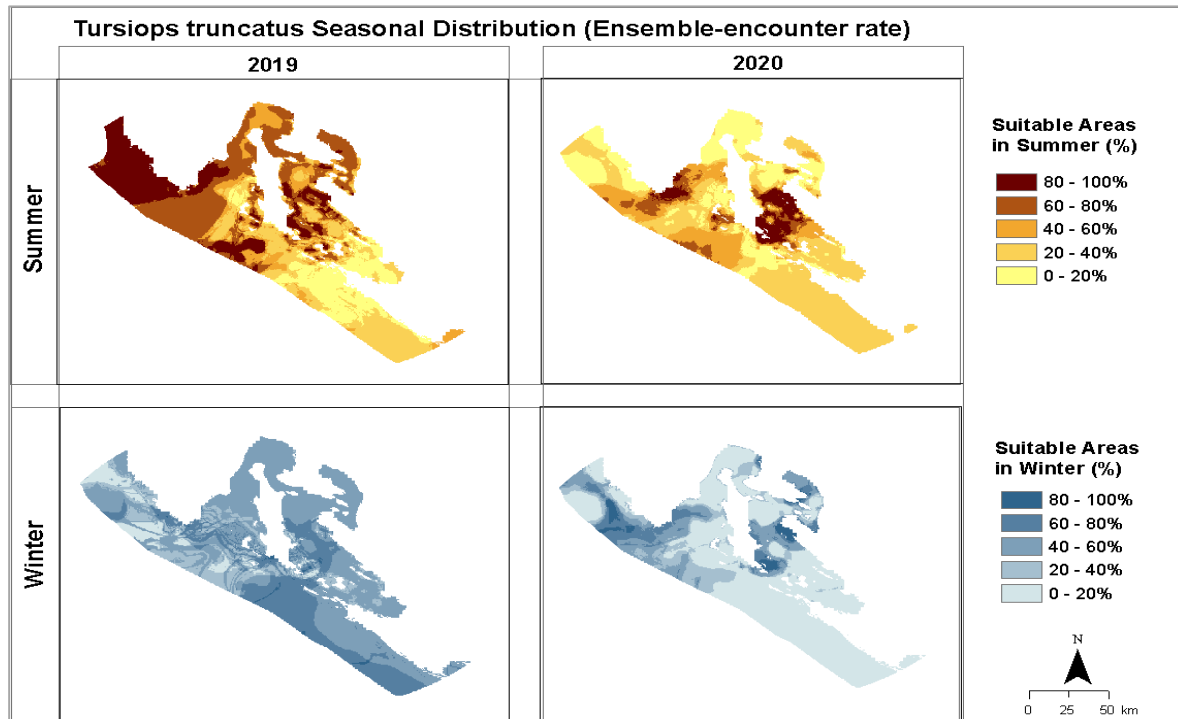 Tursiops truncatus Seasonal Distribution (Ensemble-encounter rate)
2019
2020
Summer
Suitable Areas
in Summer (%)
80 - 100%
60 - 80%
40 - 60%
20 - 40%
0 - 20%
Winter
Suitable Areas
in Winter (%)
80 - 100%
60 - 80%
40 - 60%
20 - 40%
0 - 20%
N
0 25 50 km